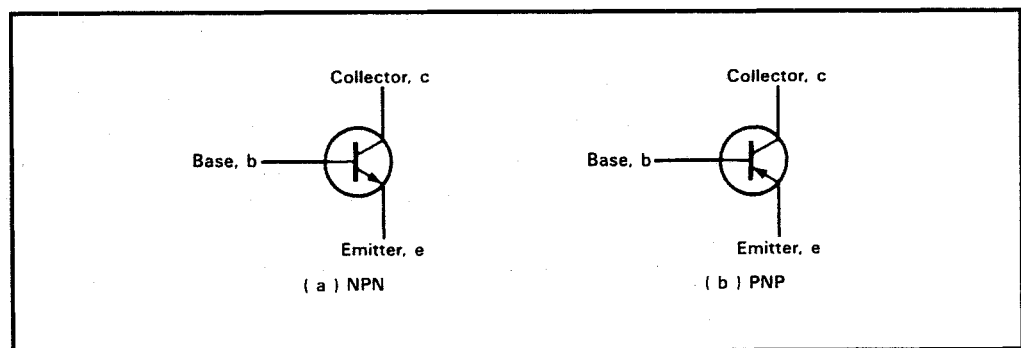 Collector, c
Base, b
Emitter, e
( a ) NPN
Collector, c
Base, b
Emitter, e
( b ) PNP